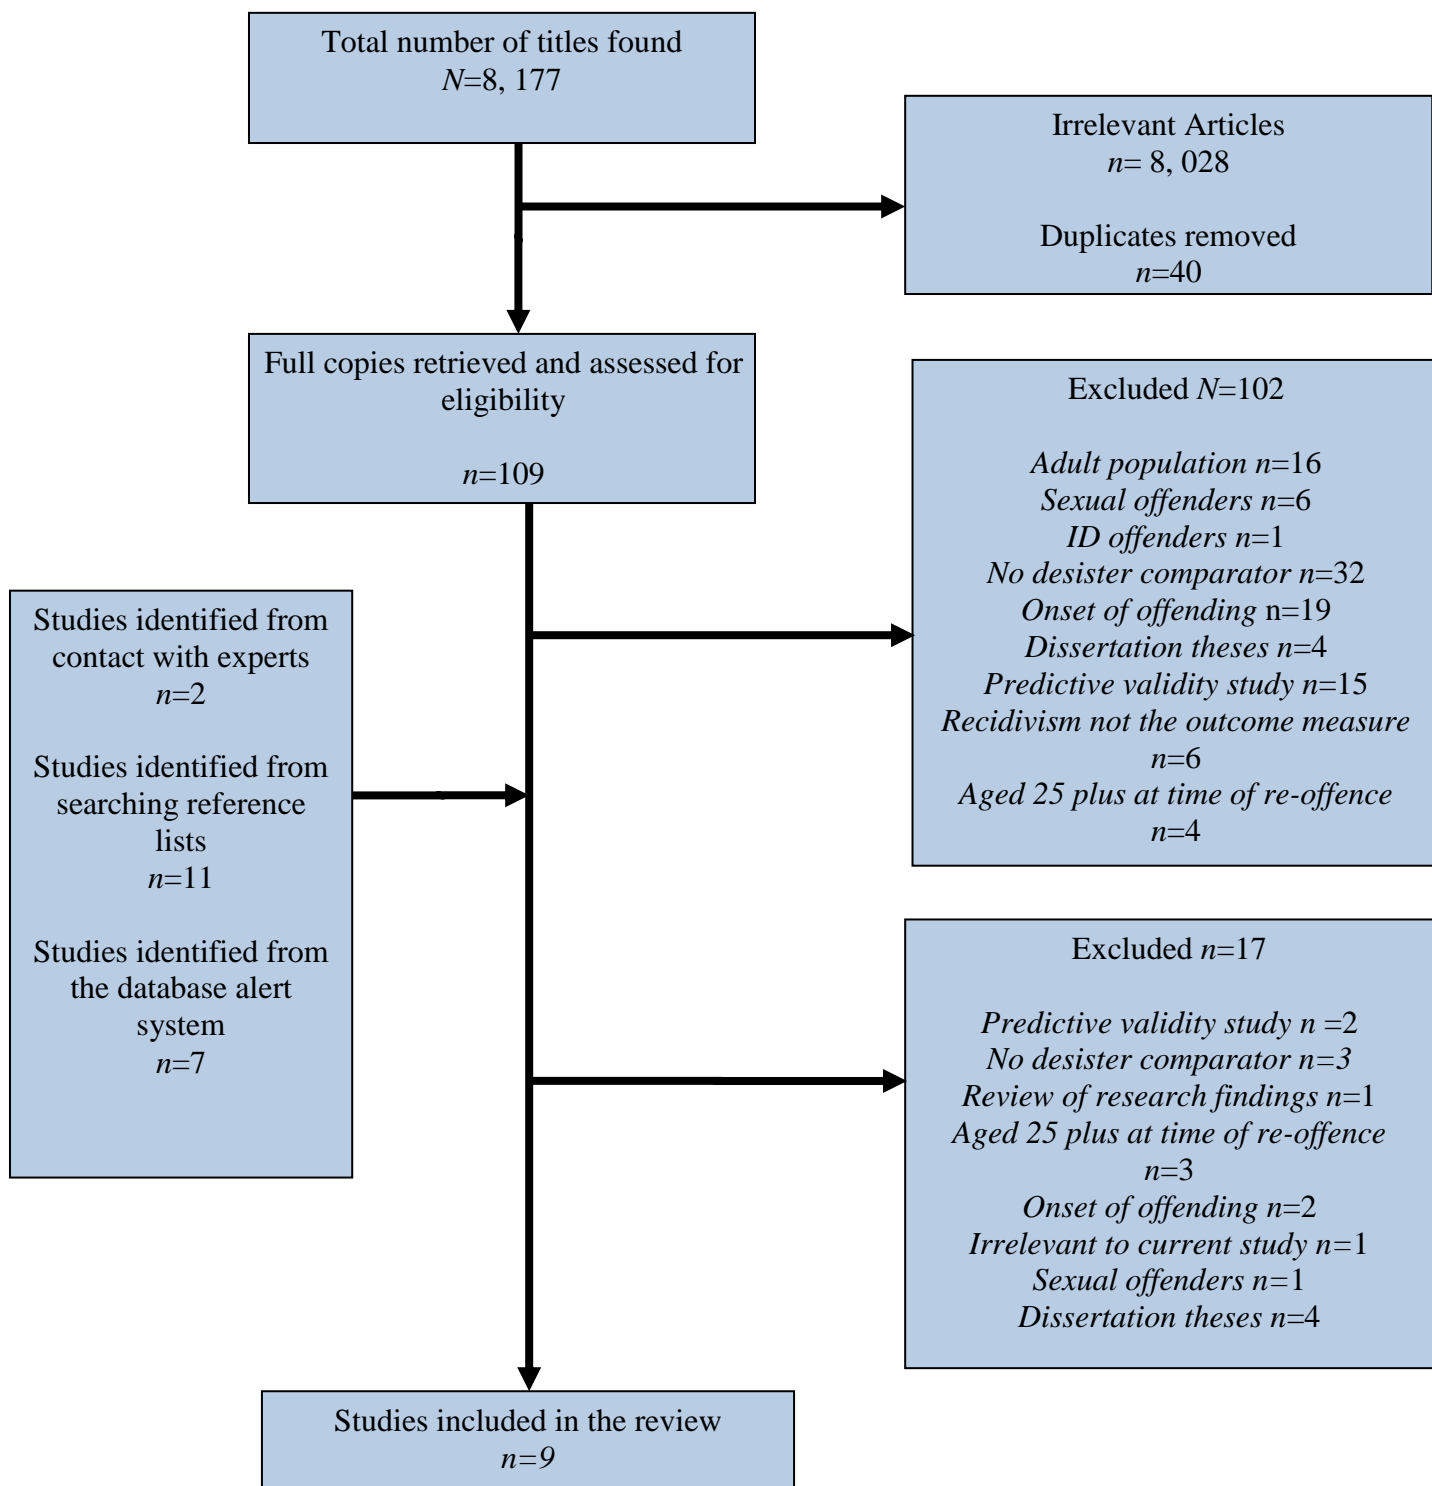 Total number of titles found
N=8, 177
Irrelevant Articles
n= 8, 028
Duplicates removed
n=40
Full copies retrieved and assessed for
eligibility
n=109
Excluded N=102
Adult population n=16
Sexual offenders n=6
ID offenders n=1
No desister comparator n=32
Onset of offending n=19
Dissertation theses n=4
Predictive validity study n=15
Recidivism not the outcome measure
n=6
Aged 25 plus at time of re-offence
n=4
Studies identified from
contact with experts
n=2
Studies identified from
searching reference
lists
n=11
Studies identified from
the database alert
system
n=7
Excluded n=17
Predictive validity study n =2
No desister comparator n=3
Review of research findings n=1
Aged 25 plus at time of re-offence
n=3
Onset of offending n=2
Irrelevant to current study n=1
Sexual offenders n=1
Dissertation theses n=4
Studies included in the review
n=9